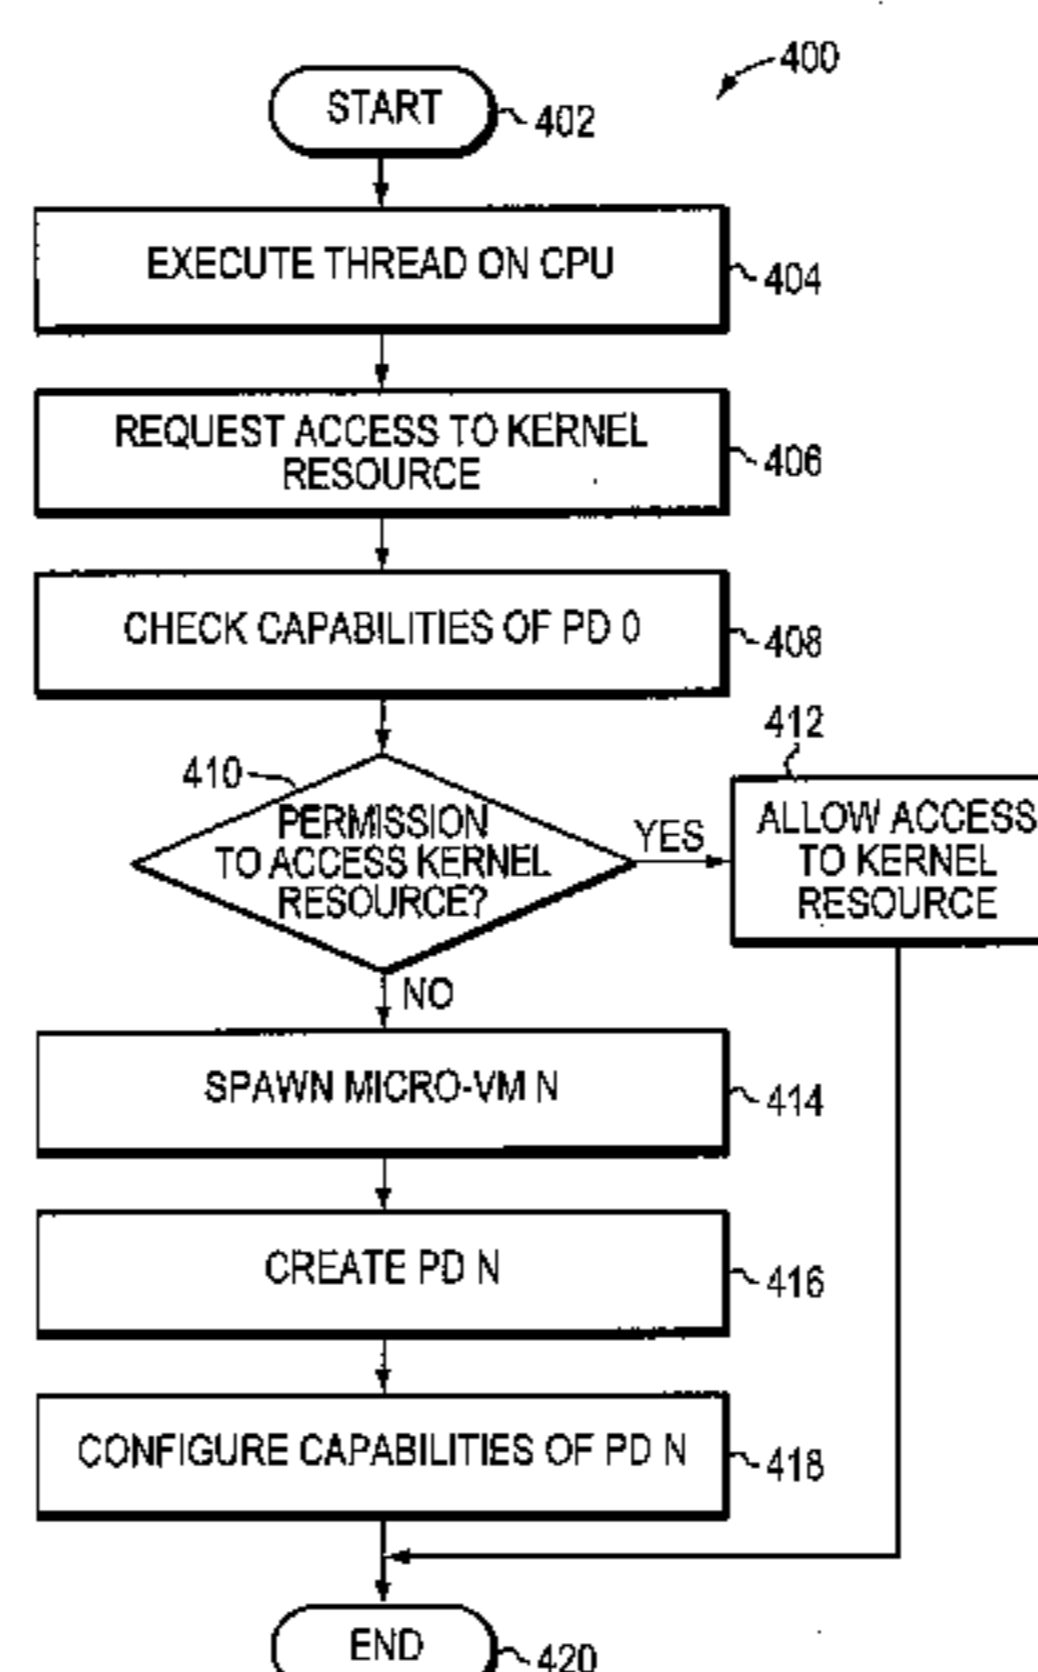 400
START
402
EXECUTE THREAD ON CPU
404
REQUEST ACCESS TO KERNEL
RESOURCE
406
CHECK CAPABILITIES OF PD 0
408
410
PERMISSION
TO ACCESS KERNEL
RESOURCE?
YES
412
ALLOW ACCESS
TO KERNEL
RESOURCE
NO
SPAWN MICRO-VM N
414
CREATE PD N
416
CONFIGURE CAPABILITIES OF PD N
418
END
420